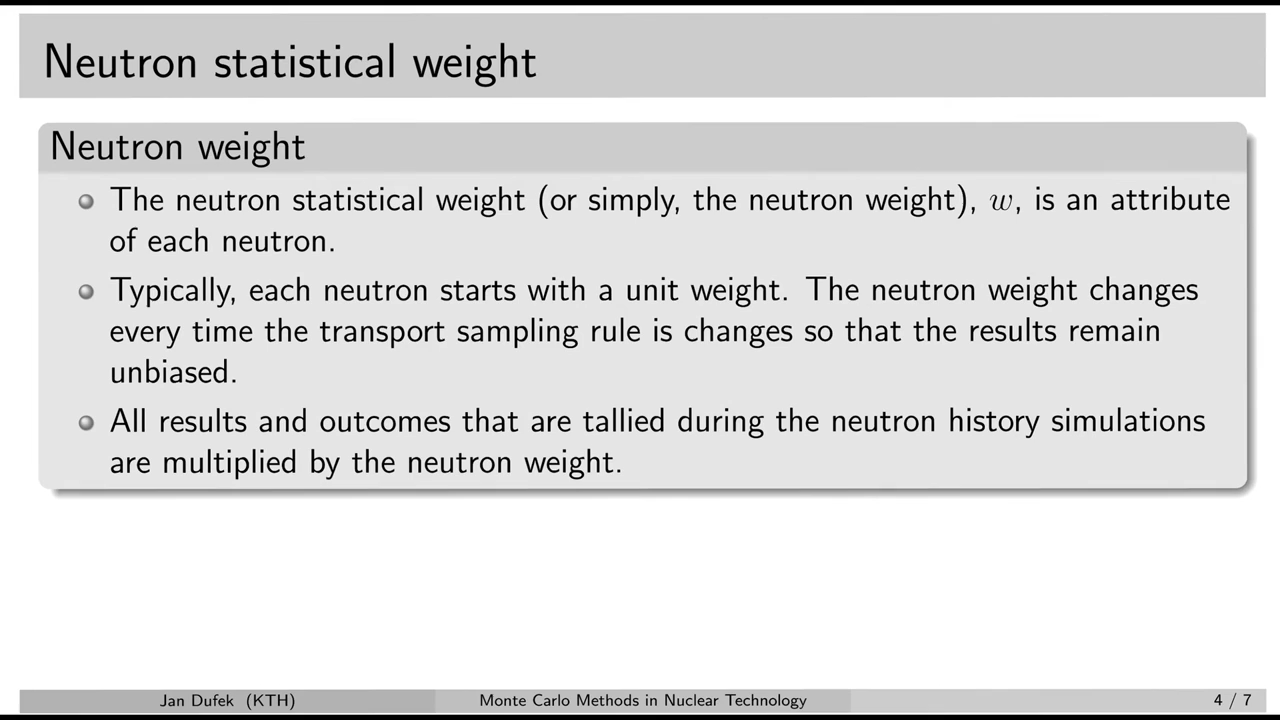 Neutron statistical weight
Neutron weight
The neutron statistical weight (or simply, the neutron weight), w, is an attribute
of each neutron.
Typically, each neutron starts with a unit weight. The neutron weight changes
every time the transport sampling rule is changes so that the results remain
unbiased.
All results and outcomes that are tallied during the neutron history simulations
are multiplied by the neutron weight.
Jan Dufek (KTH)
Monte Carlo Methods in Nuclear Technology
4 / 7